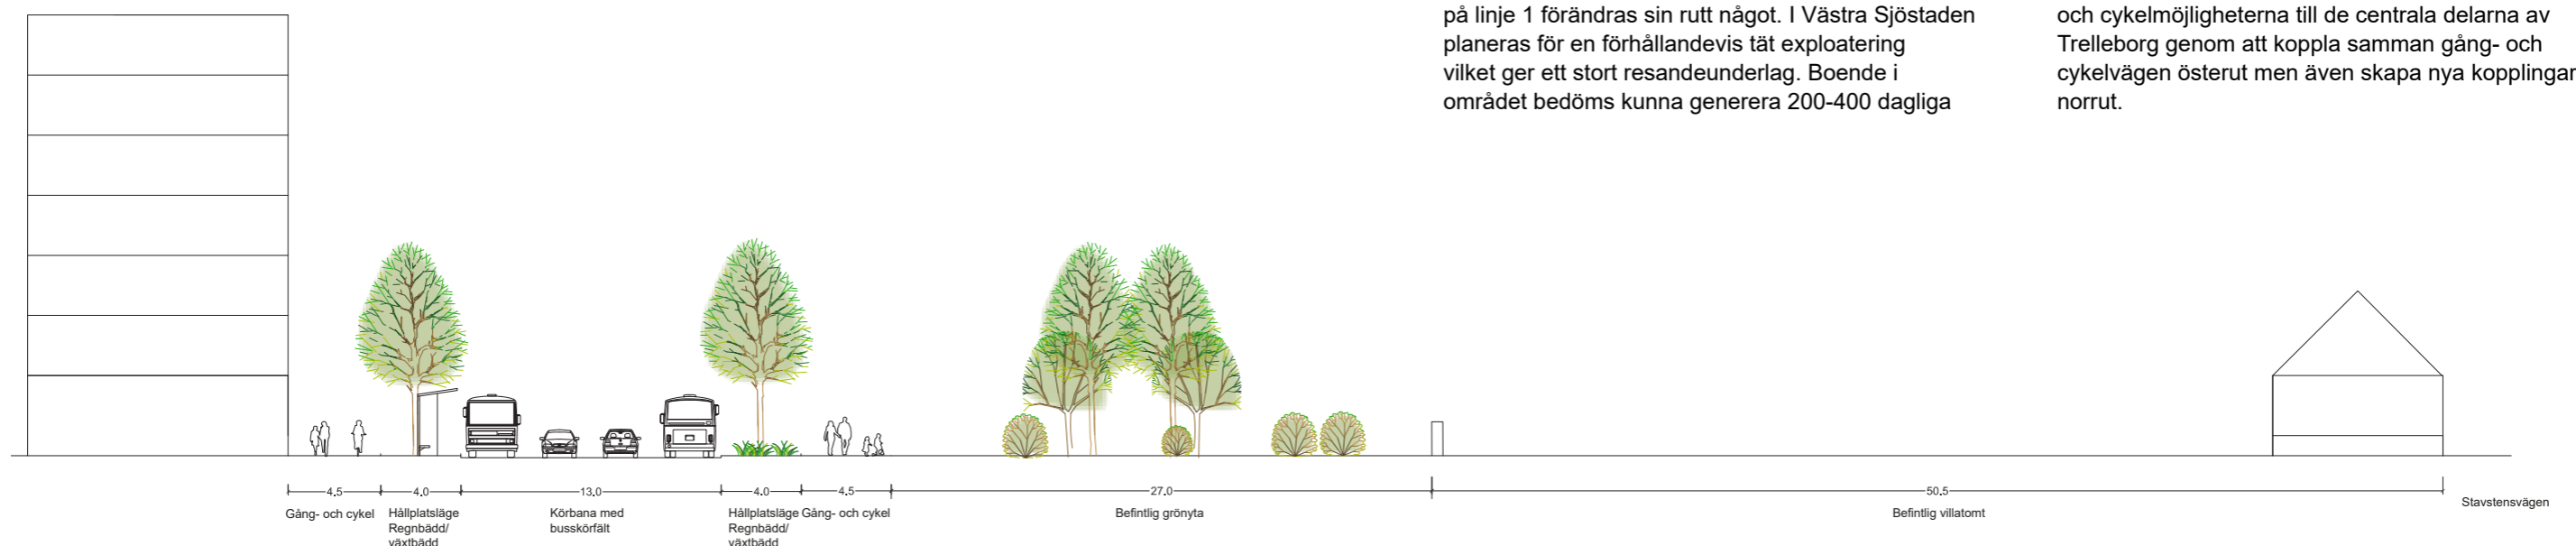 på linje 1 förändras sin rutt något. I Västra Sjöstaden
planeras för en förhållandevis tät exploatering
vilket ger ett stort resandeunderlag. Boende i
området bedöms kunna generera 200-400 dagliga
och cykelmöjligheterna till de centrala delarna av
Trelleborg genom att koppla samman gång- och
cykelvägen österut men även skapa nya kopplingar
norrut.
4.5
4.0
13.0
4.0
4.5
27.0
50.5
Gång- och cykel
Hållplatsläge
Regnbädd/
växtbädd
Körbana med
busskörfält
Hållplatsläge
Regnbädd/
växtbädd
Gång- och cykel
Befintlig grönyta
Befintlig villatomt
Stavstensvägen